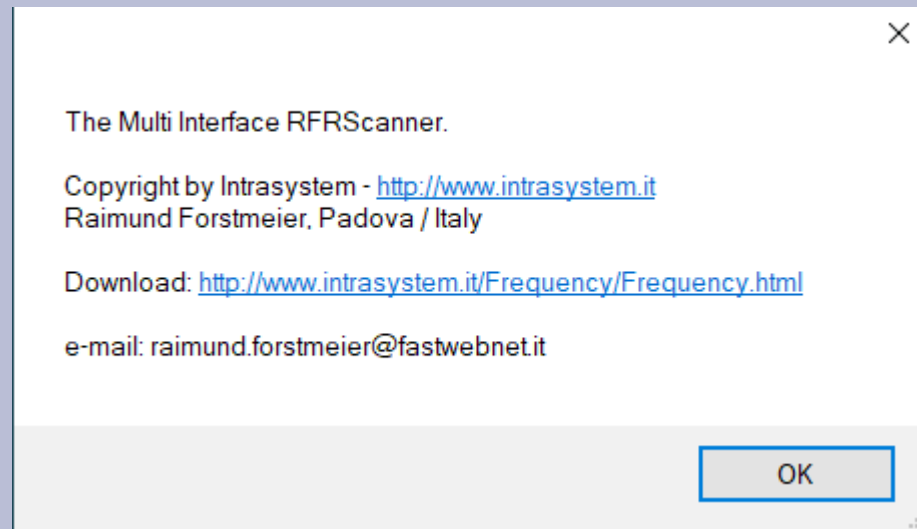 The Multi Interface RFRScanner.
Copyright by Intrasystem - http://www.intrasystem.it
Raimund Forstmeier, Padova / Italy
Download: http://www.intrasystem.it/Frequency/Frequency.html
e-mail: raimund.forstmeier@fastwebnet.it
OK